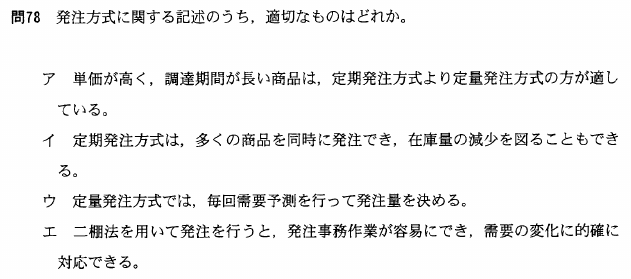 問78 発注方式に関する記述のうち，適切なものはどれか。
ア 単価が高く，調達期間が長い商品は，定期発注方式より定量発注方式の方が適し
ている。
イ 定期発注方式は，多くの商品を同時に発注でき，在庫量の減少を図ることもでき
る。
ウ 定量発注方式では，毎回需要予測を行って発注量を決める。
エ 二棚法を用いて発注を行うと，発注事務作業が容易にでき，需要の変化に的確に
対応できる。